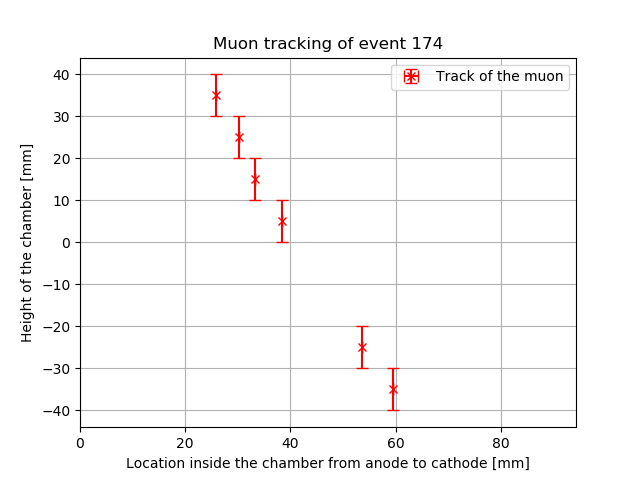 Muon tracking of event 174
Track of the muon
Height of the chamber [mm]
40
30
20
10
0
−10
−20
−30
−40
0 20 40 60 80
Location inside the chamber from anode to cathode [mm]